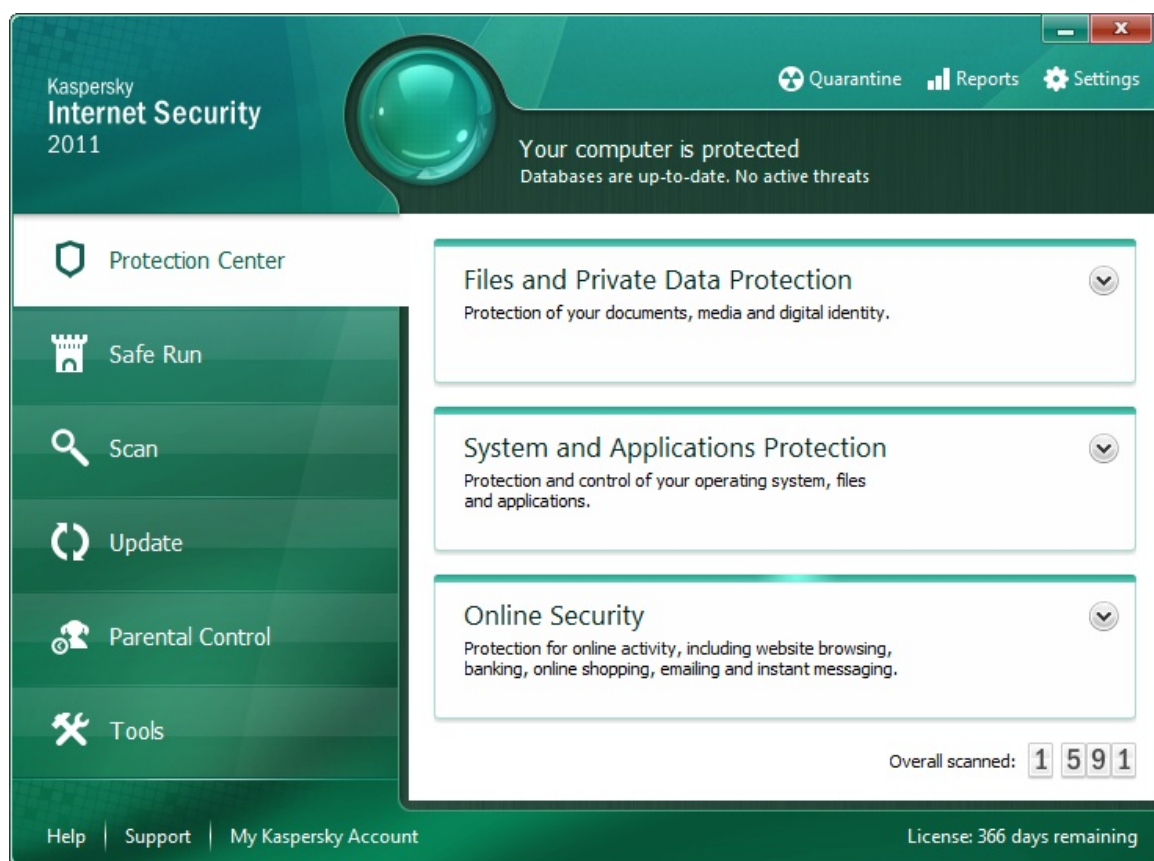 Kaspersky
Internet Security
2011
Quarantine
Reports
Settings
Your computer is protected
Databases are up-to-date. No active threats
Protection Center
Safe Run
Scan
Update
Parental Control
Tools
Files and Private Data Protection
Protection of your documents, media and digital identity.
System and Applications Protection
Protection and control of your operating system, files
and applications.
Online Security
Protection for online activity, including website browsing,
banking, online shopping, emailing and instant messaging.
Overall scanned: 1 591
Help
Support
My Kaspersky Account
License: 366 days remaining